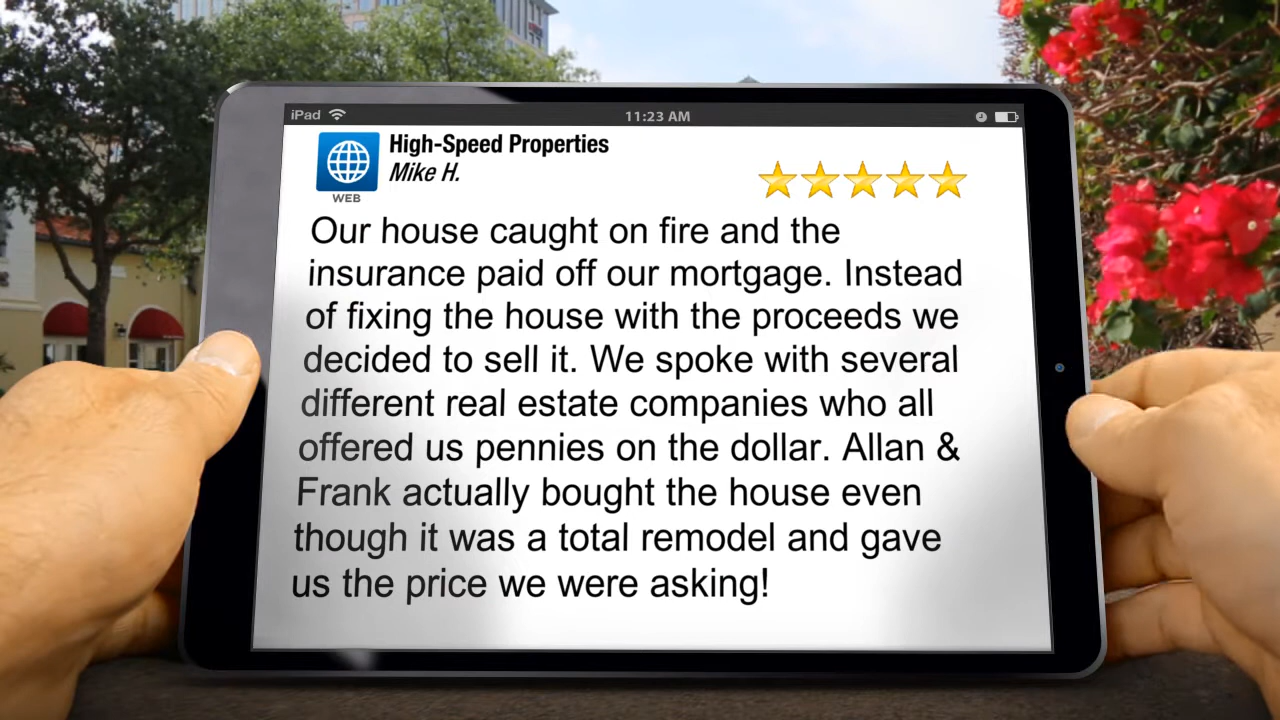 iPad 11:23 AM
High-Speed Properties
Mike H.
WEB
Our house caught on fire and the
insurance paid off our mortgage. Instead
of fixing the house with the proceeds we
decided to sell it. We spoke with several
different real estate companies who all
offered us pennies on the dollar. Allan &
Frank actually bought the house even
though it was a total remodel and gave
us the price we were asking!